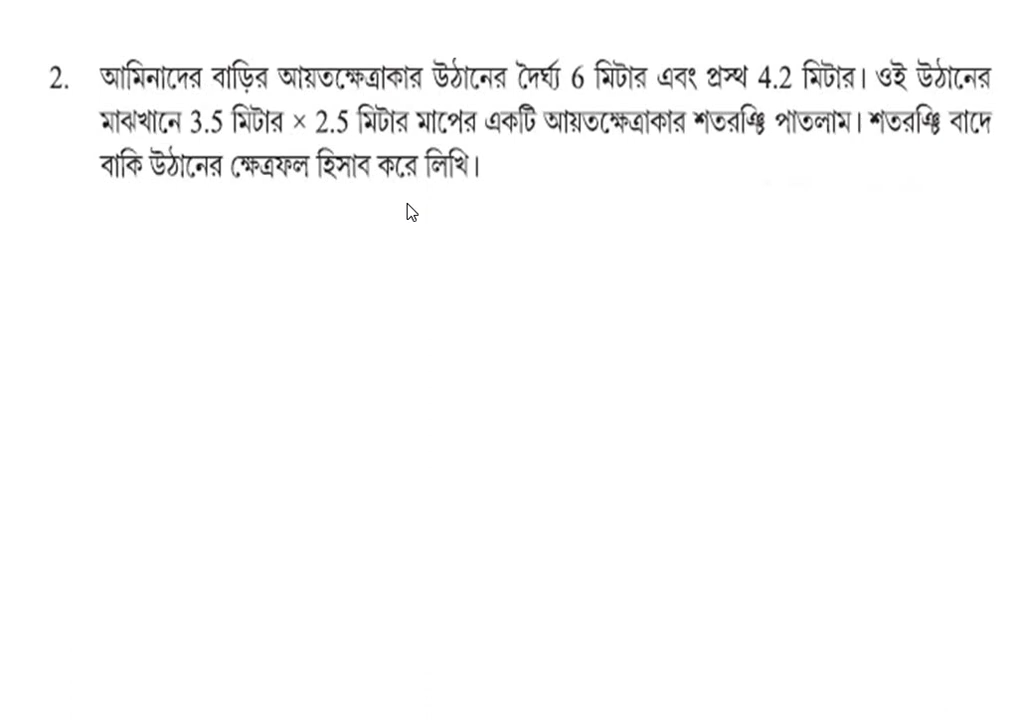 2. আমিনাদের বাড়ির আয়তক্ষেত্রাকার উঠানের দৈর্ঘ্য 6 মিটার এবং প্রস্থ 4.2 মিটার। ওই উঠানের
মাঝখানে 3.5 মিটার × 2.5 মিটার মাপের একটি আয়তক্ষেত্রাকার শতরঞ্জি পাতলাম। শতরঞ্জি বাদে
বাকি উঠানের ক্ষেত্রফল হিসাব করে লিখি।